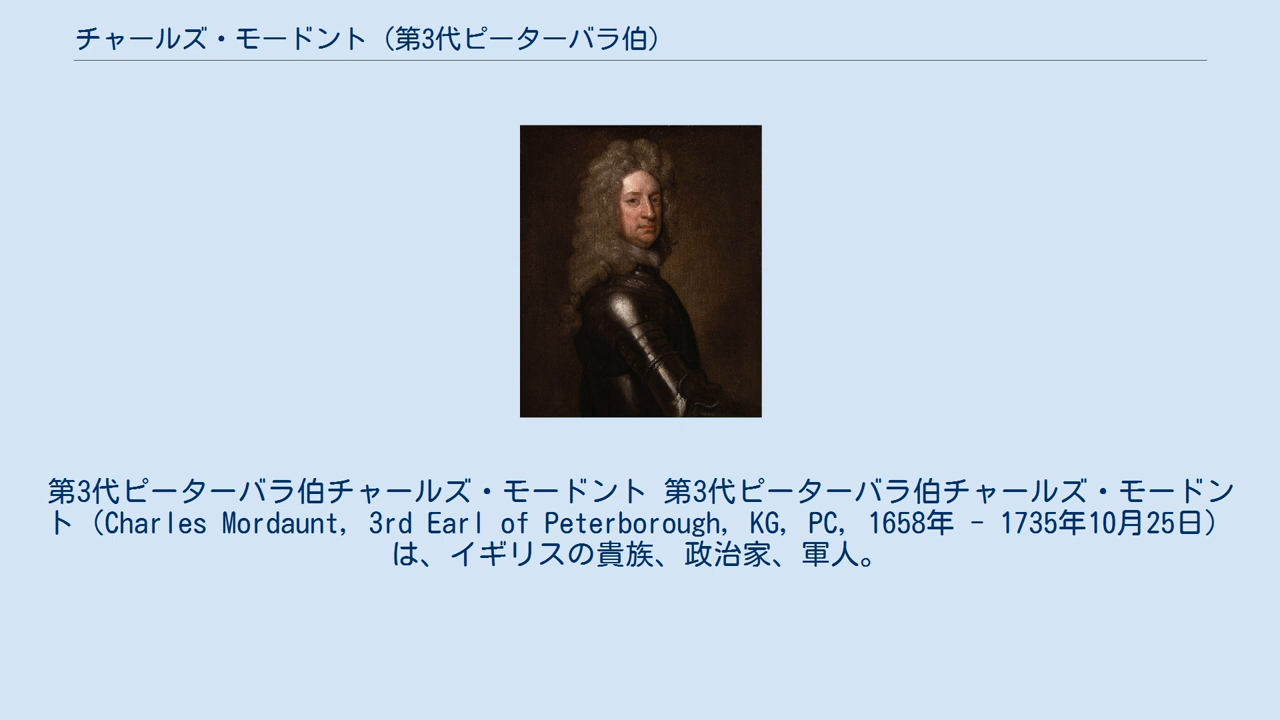 チャールズ・モードント（第3代ピーターバラ伯）
第3代ピーターバラ伯チャールズ・モードント 第3代ピーターバラ伯チャールズ・モードン
ト（Charles Mordaunt, 3rd Earl of Peterborough, KG, PC, 1658年 - 1735年10月25日）
は、イギリスの貴族、政治家、軍人。